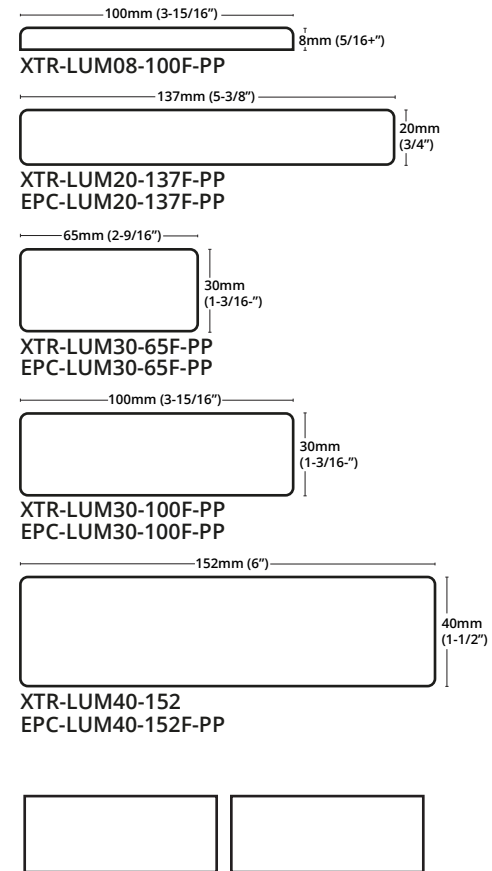 100mm (3-15/16”)
8mm (5/16+”)
XTR-LUM08-100F-PP
137mm (5-3/8”)
20mm
(3/4”)
XTR-LUM20-137F-PP
EPC-LUM20-137F-PP
65mm (2-9/16”)
30mm
(1-3/16-”)
XTR-LUM30-65F-PP
EPC-LUM30-65F-PP
100mm (3-15/16”)
30mm
(1-3/16-”)
XTR-LUM30-100F-PP
EPC-LUM30-100F-PP
152mm (6”)
40mm
(1-1/2”)
XTR-LUM40-152
EPC-LUM40-152F-PP